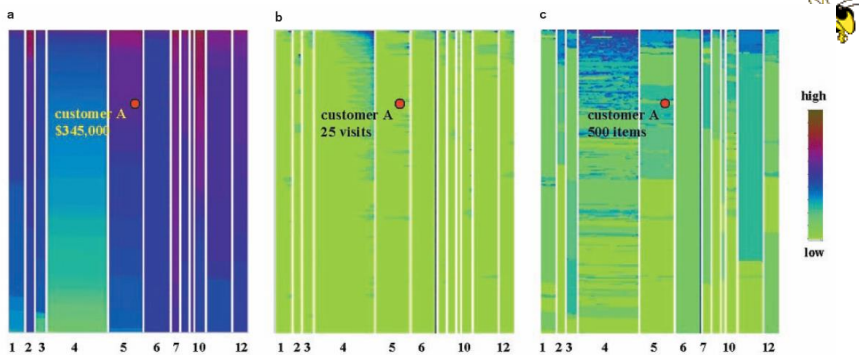 a
b
c
customer A
$345,000
customer A
25 visits
customer A
500 items
high
low
1 2 3 4 5 6 7 10 12
1 2 3 4 5 6 10 12
1 2 3 4 5 6 7 10 12